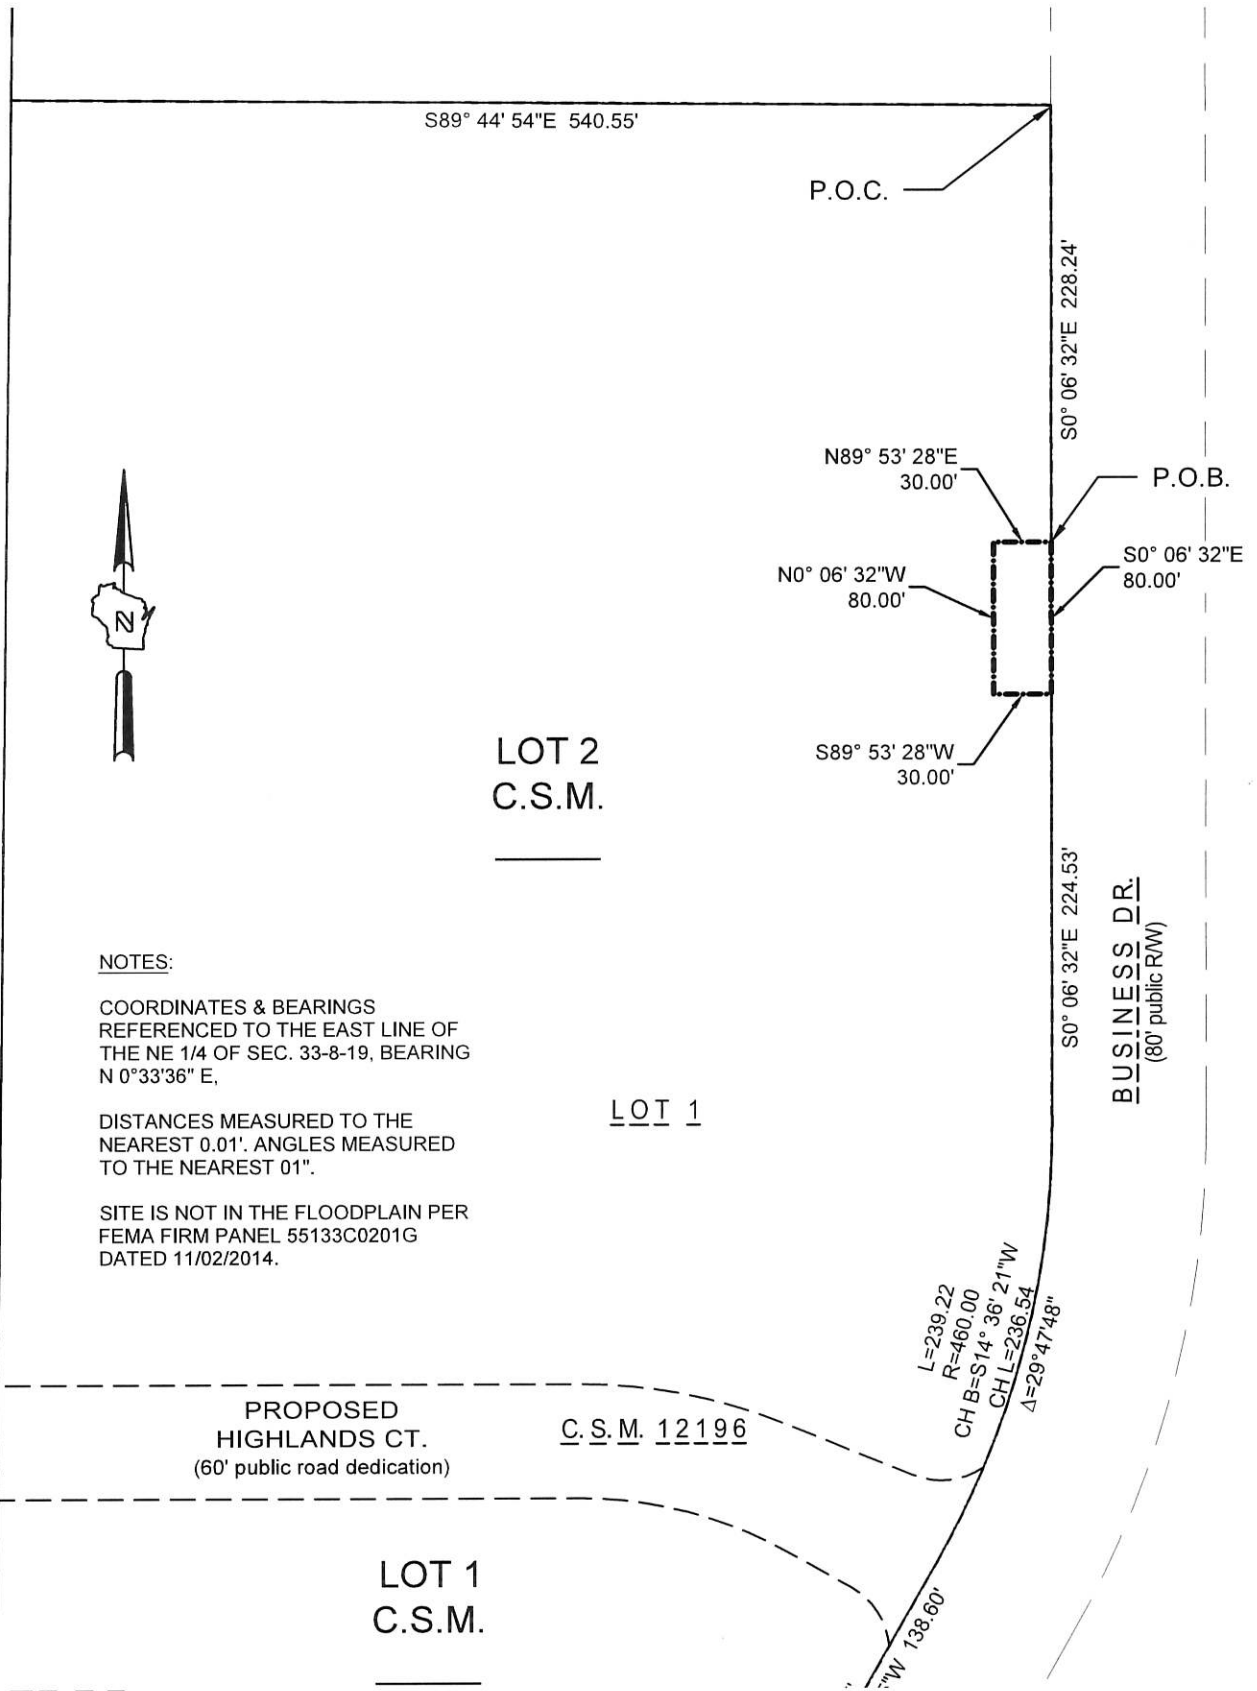 S89° 44' 54"E 540.55'
P.O.C.
S0° 06' 32"E 228.24'
N89° 53' 28"E
30.00'
P.O.B.
S0° 06' 32"E
80.00'
N0° 06' 32"W
80.00'
N
LOT 2
C.S.M.
S89° 53' 28"W
30.00'
S0° 06' 32"E 224.53'
BUSINESS DR.
(80' public R/W)
NOTES:
COORDINATES & BEARINGS
REFERENCED TO THE EAST LINE OF
THE NE 1/4 OF SEC. 33-8-19, BEARING
N 0°33'36" E,
DISTANCES MEASURED TO THE
NEAREST 0.01'. ANGLES MEASURED
TO THE NEAREST 01".
SITE IS NOT IN THE FLOODPLAIN PER
FEMA FIRM PANEL 55133C0201G
DATED 11/02/2014.
LOT 1
L=239.22
R=460.00
CH B=S14° 36' 21"W
CH L=236.54
Δ=29°47'48"
PROPOSED
HIGHLANDS CT.
(60' public road dedication)
C.S.M. 12196
LOT 1
C.S.M.
"W 138.60'